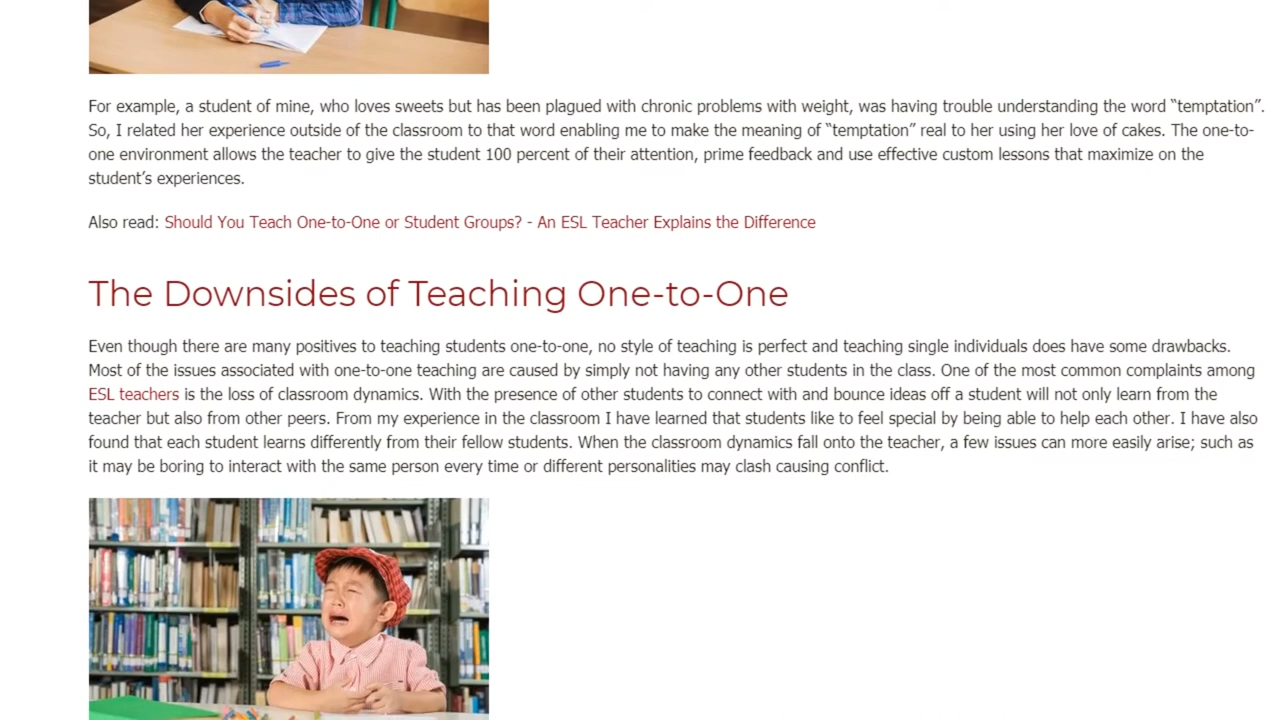 For example, a student of mine, who loves sweets but has been plagued with chronic problems with weight, was having trouble understanding the word “temptation”.
So, I related her experience outside of the classroom to that word enabling me to make the meaning of “temptation” real to her using her love of cakes. The one-to-
one environment allows the teacher to give the student 100 percent of their attention, prime feedback and use effective custom lessons that maximize on the
student’s experiences.
Also read: Should You Teach One-to-One or Student Groups? - An ESL Teacher Explains the Difference
The Downsides of Teaching One-to-One
Even though there are many positives to teaching students one-to-one, no style of teaching is perfect and teaching single individuals does have some drawbacks.
Most of the issues associated with one-to-one teaching are caused by simply not having any other students in the class. One of the most common complaints among
ESL teachers is the loss of classroom dynamics. With the presence of other students to connect with and bounce ideas off a student will not only learn from the
teacher but also from other peers. From my experience in the classroom I have learned that students like to feel special by being able to help each other. I have also
found that each student learns differently from their fellow students. When the classroom dynamics fall onto the teacher, a few issues can more easily arise; such as
it may be boring to interact with the same person every time or different personalities may clash causing conflict.